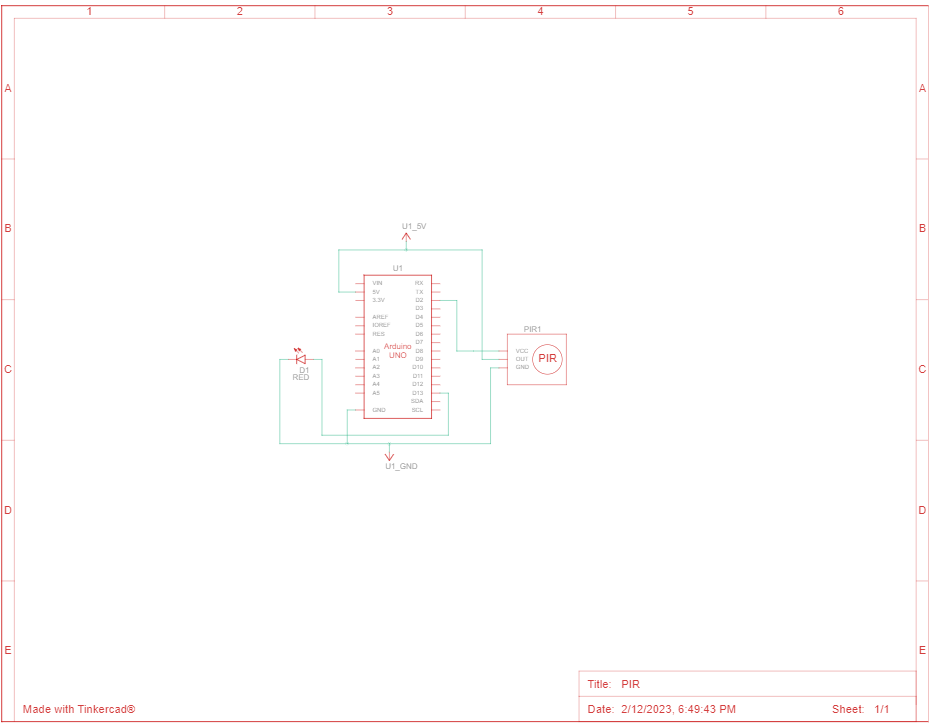 1 2 3 4 5 6
A A
U1_5V
B B
U1
VIN RX
5V TX
3.3V D2
D3
AREF D4
IOREF D5
RES D6
D7
A0 D8
A1 D9
A2 D10
A3 D11
A4 D12
A5 D13
SDA
GND SCL
Arduino
UNO
PIR1
VCC
OUT
GND
PIR
C C
D1
RED
U1_GND
D D
E E
Title: PIR
Made with Tinkercad®
Date: 2/12/2023, 6:49:43 PM Sheet: 1/1